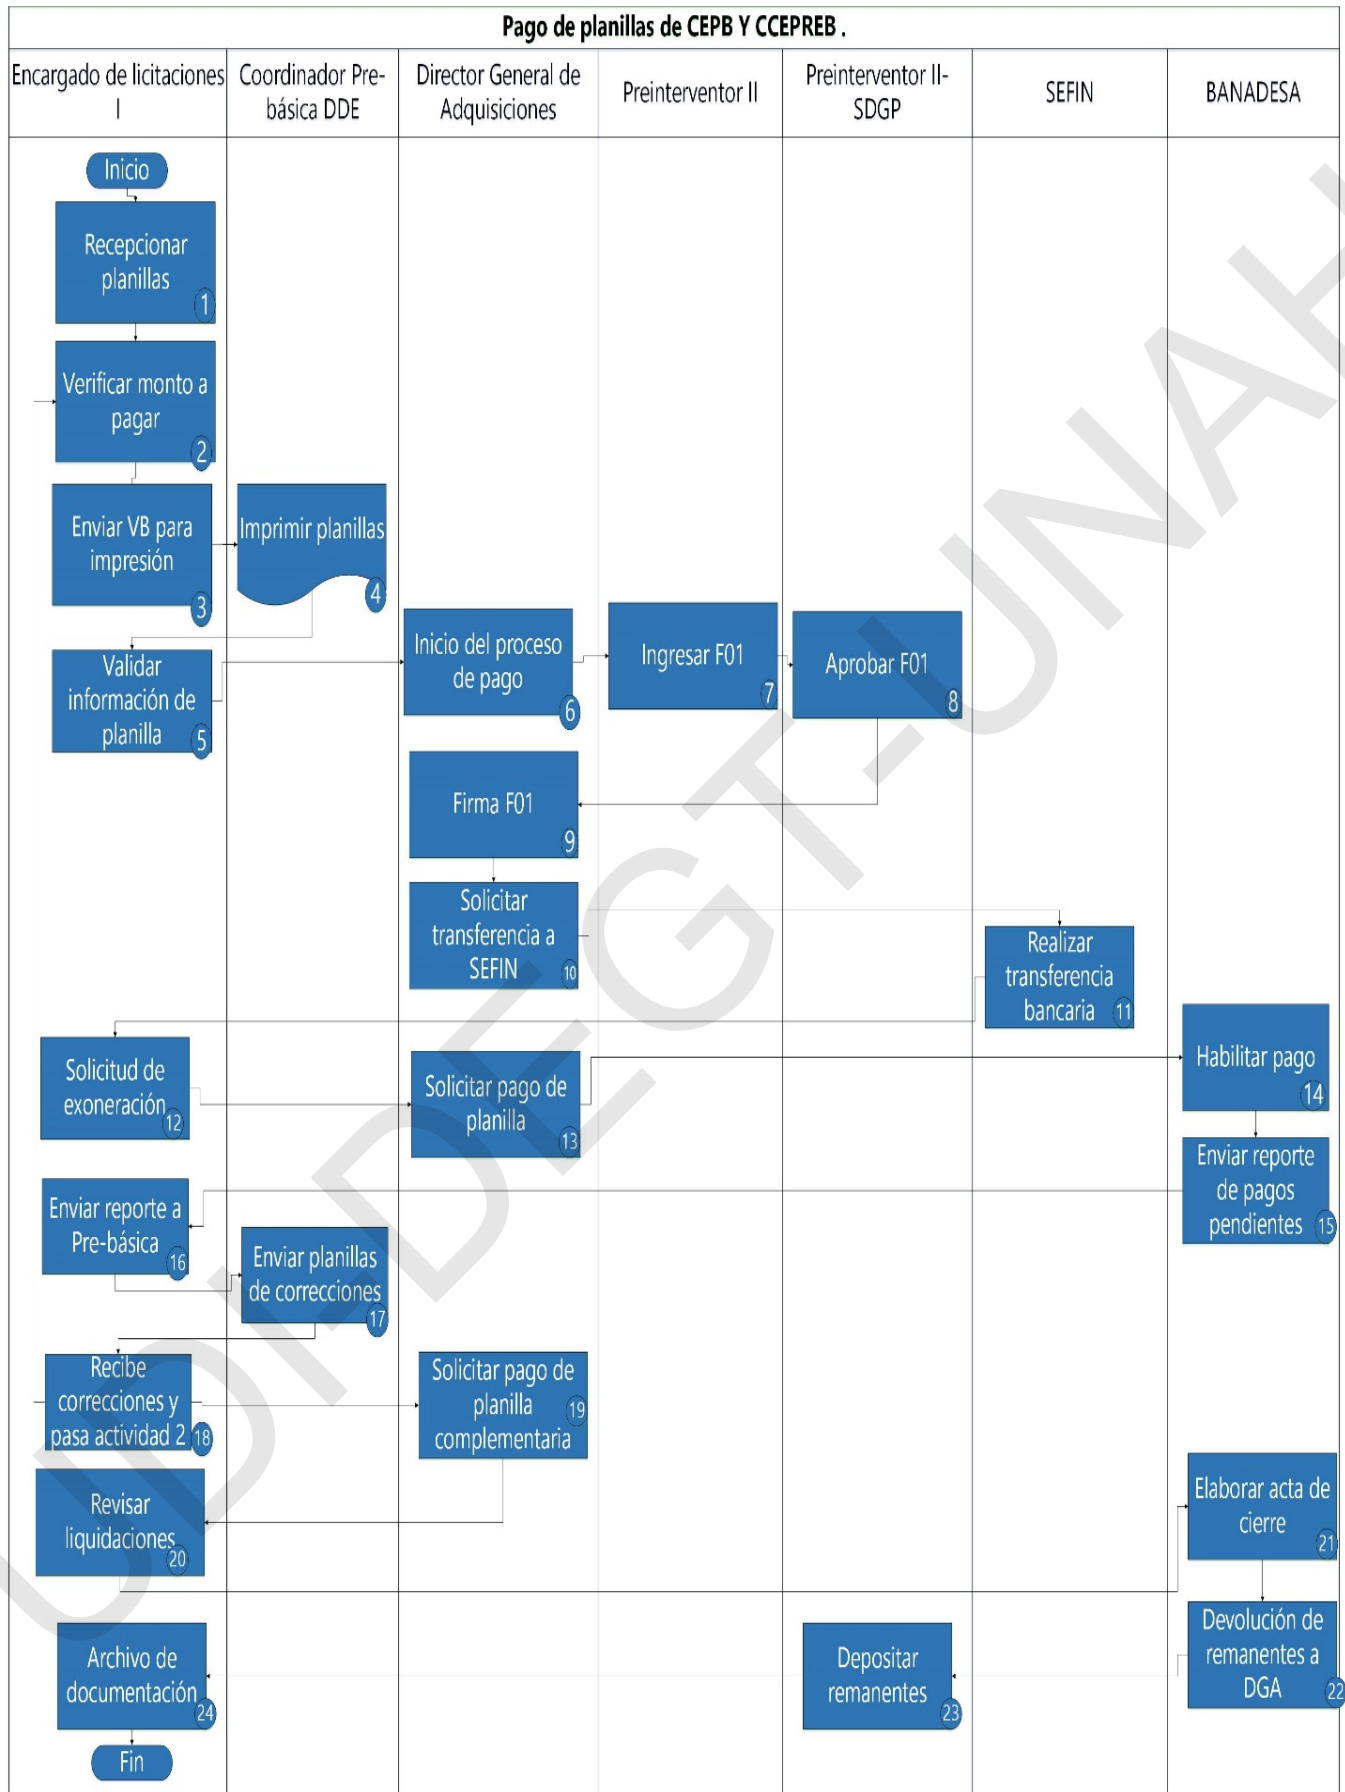 Pago de planillas de CEPB Y CCEPREB .
Encargado de licitaciones
I
Coordinador Pre-
básica DDE
Director General de
Adquisiciones
Preinterventor II
Preinterventor II-
SDGP
SEFIN
BANADESA
Inicio
Recepcionar
planillas
1
Verificar monto a
pagar
2
Enviar VB para
impresión
3
Imprimir planillas
4
Validar
información de
planilla
5
Inicio del proceso
de pago
6
Ingresar F01
7
Aprobar F01
8
Firma F01
9
Solicitar
transferencia a
SEFIN
10
Realizar
transferencia
bancaria
11
Solicitud de
exoneración
12
Solicitar pago de
planilla
13
Habilitar pago
14
Enviar reporte
de pagos
pendientes
15
Enviar reporte a
Pre-básica
16
Enviar planillas
de correcciones
17
Recibe
correcciones y
pasa actividad 2
18
Solicitar pago de
planilla
complementaria
19
Revisar
liquidaciones
20
Elaborar acta de
cierre
21
Devolución de
remanentes a
DGA
22
Depositar
remanentes
23
Archivo de
documentación
24
Fin
UDI-DEGT-UNAH